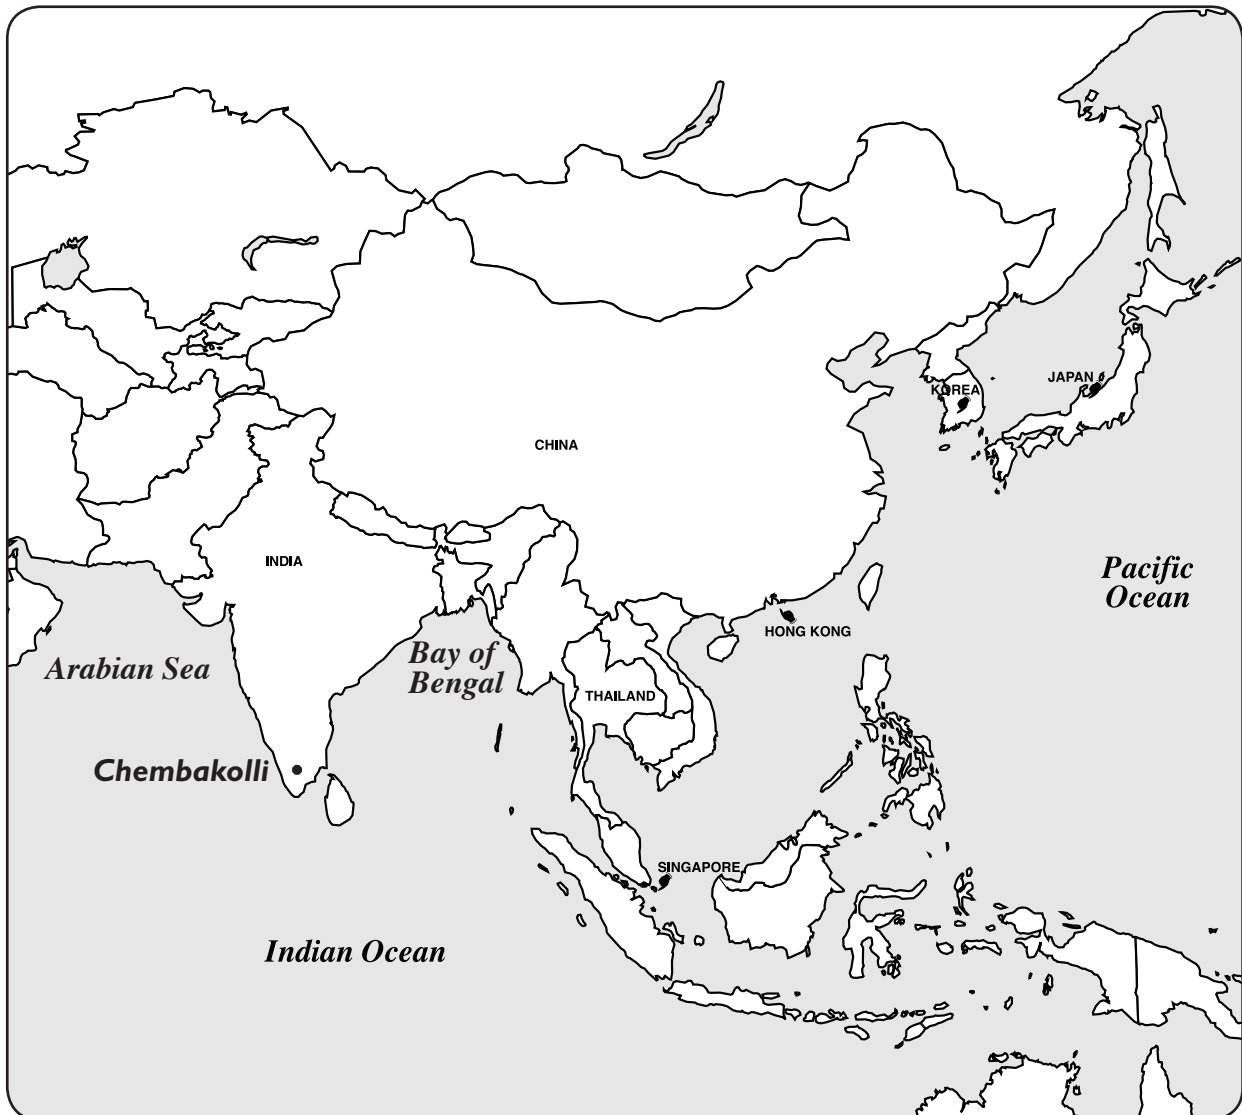 JAPAN
KOREA
CHINA
INDIA
Pacific
Ocean
HONG KONG
Arabian Sea
Bay of
Bengal
THAILAND
Chembakolli
SINGAPORE
Indian Ocean